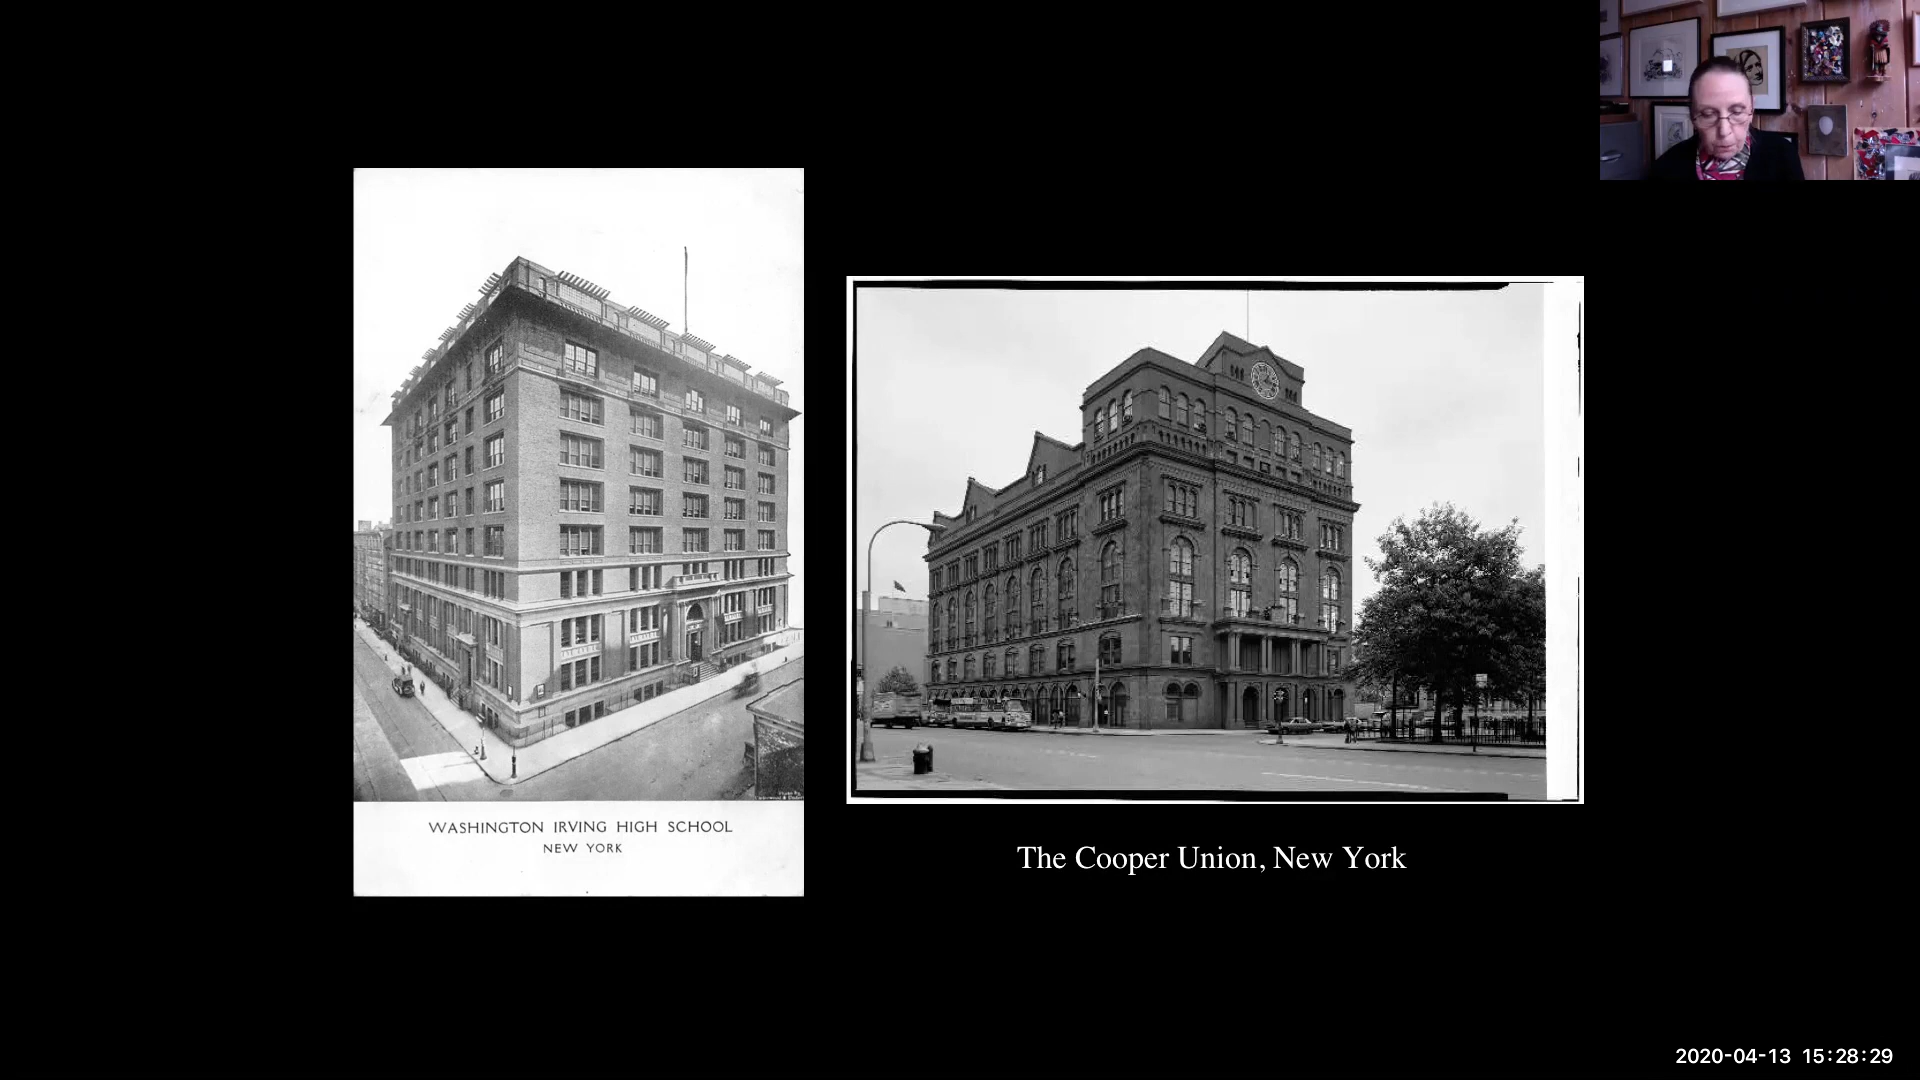 WASHINGTON IRVING HIGH SCHOOL
NEW YORK
The Cooper Union, New York
2020-04-13 15:28:29